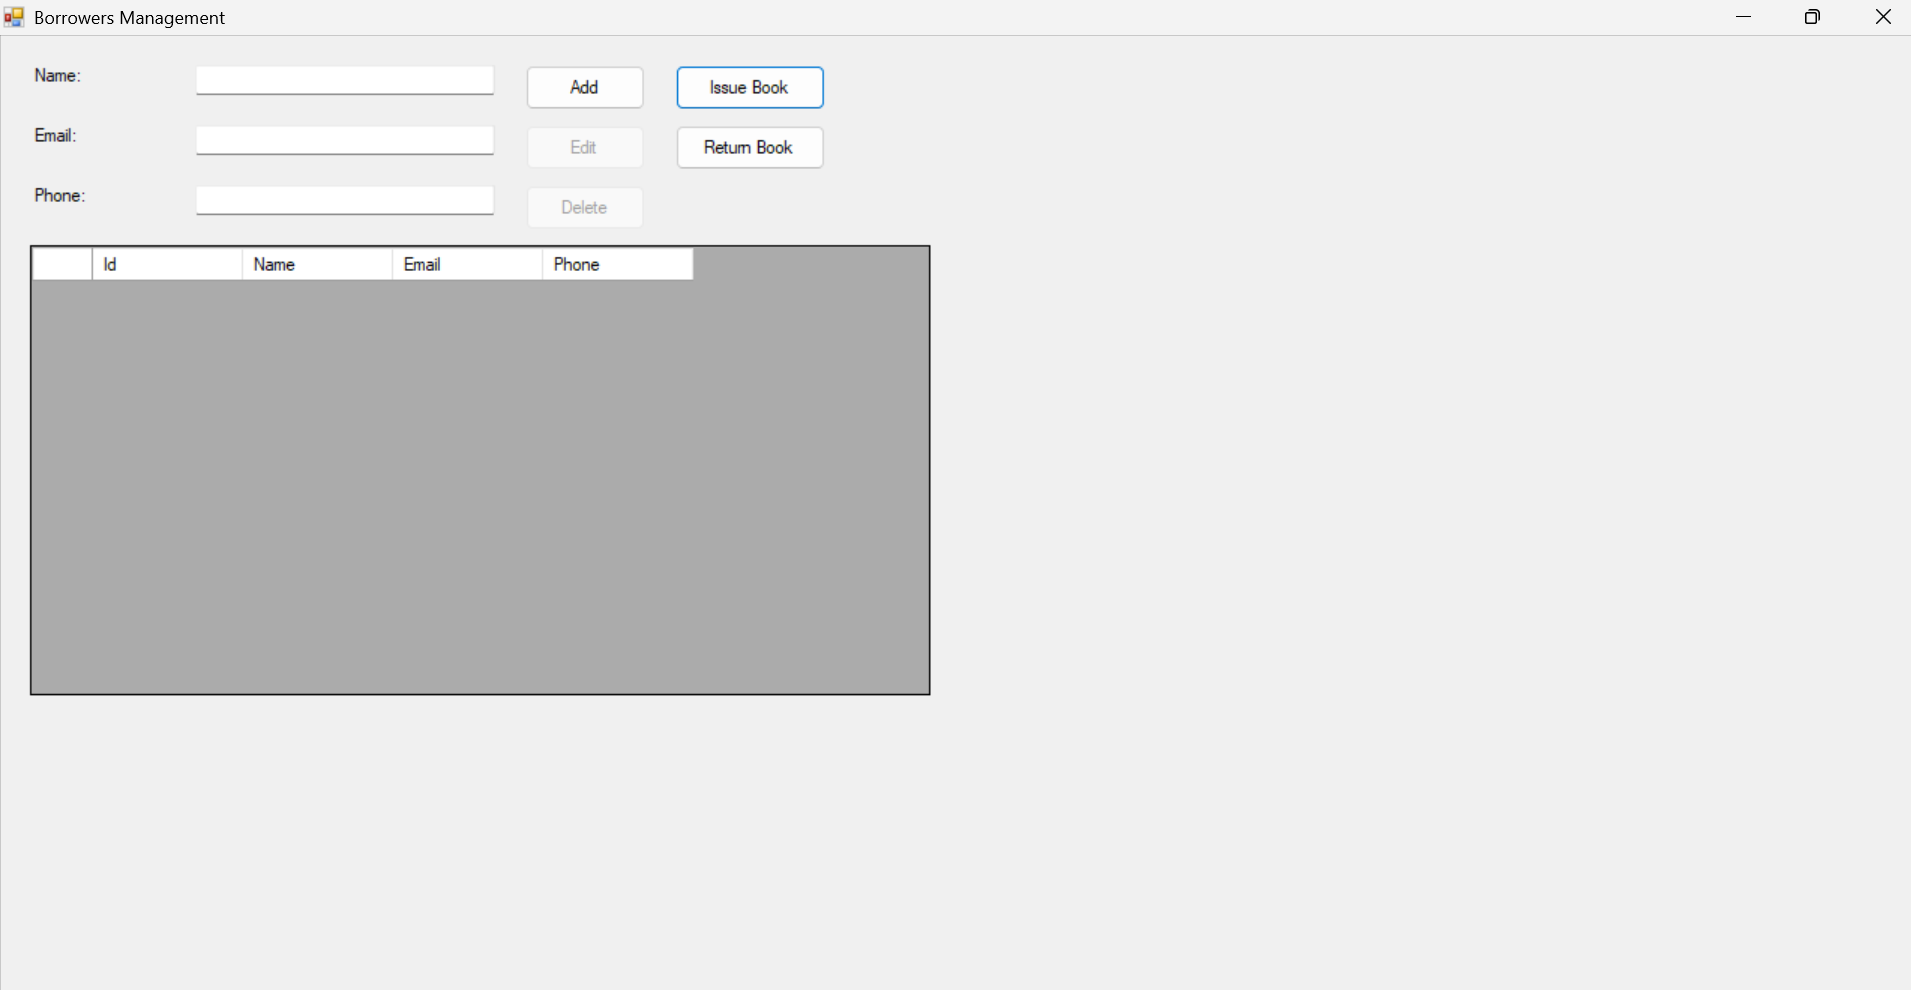 Borrowers Management
Name:
Add
Issue Book
Email:
Edit
Return Book
Phone:
Delete
Id
Name
Email
Phone